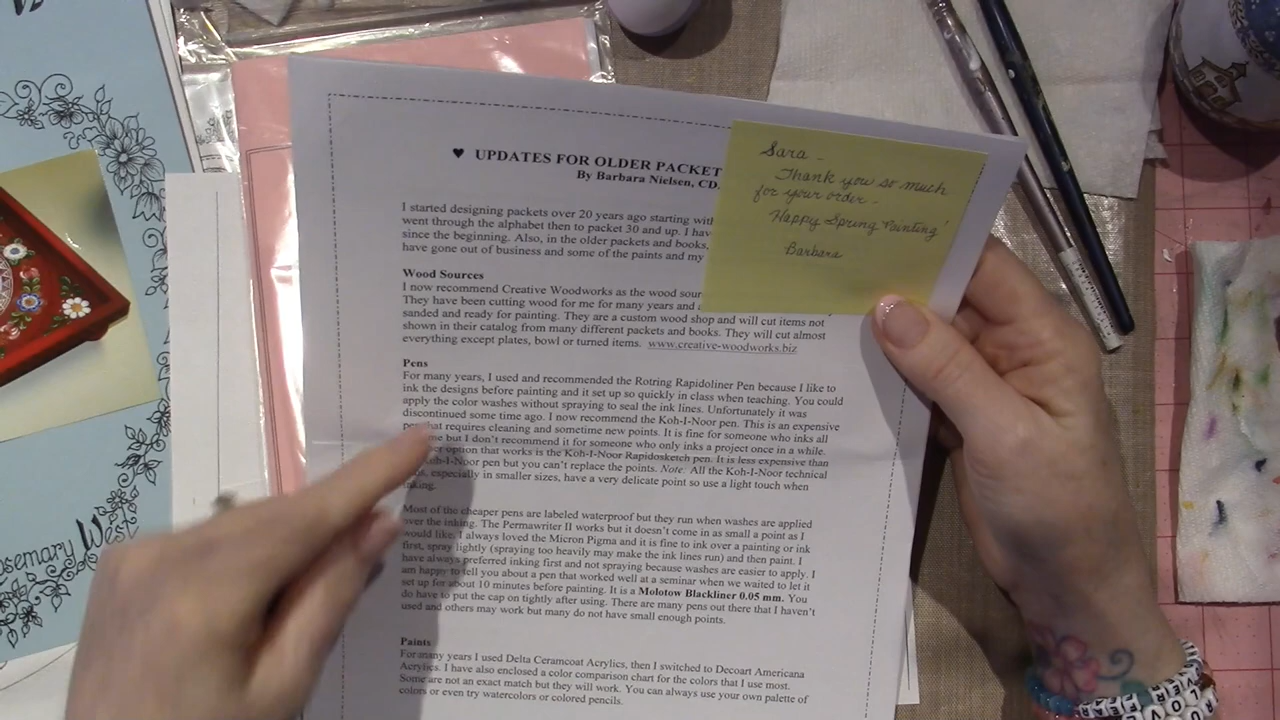 ♥ UPDATES FOR OLDER PACKET
By Barbara Nielsen, CD
Sara -
Thank you so much
for your order -
Happy Spring Painting!
Barbara
I started designing packets over 20 years ago starting with
went through the alphabet then to packet 30 and up. I have
since the beginning. Also, in the older packets and books,
have gone out of business and some of the paints and my
Wood Sources
I now recommend Creative Woodworks as the wood
They have been cutting wood for me for many years and
sanded and ready for painting. They are a custom wood shop and will cut items not
shown in their catalog from many different packets and books. They will cut almost
everything except plates, bowl or turned items. www.creative-woodworks.biz
Pens
For many years, I used and recommended the Rotring Rapidoliner Pen because I like to
ink the designs before painting and it set up so quickly in class when teaching. You could
apply the color washes without spraying to seal the ink lines. Unfortunately it was
discontinued some time ago. I now recommend the Koh-I-Noor pen. This is an expensive
that requires cleaning and sometime new points. It is fine for someone who inks all
but I don't recommend it for someone who only inks a project once in a while.
option that works is the Koh-I-Noor Rapidosketch pen. It is less expensive than
Koh-I-Noor pen but you can't replace the points. Note: All the Koh-I-Noor technical
especially in smaller sizes, have a very delicate point so use a light touch when
inking.
Most of the cheaper pens are labeled waterproof but they run when washes are applied
over the inking. The Permawriter II works but it doesn't come in as small a point as I
would like. I always loved the Micron Pigma and it is fine to ink over a painting or ink
first, spray lightly (spraying too heavily may make the ink lines run) and then paint. I
have always preferred inking first and not spraying because washes are easier to apply. I
am happy to tell you about a pen that worked well at a seminar when we waited to let it
set up for about 10 minutes before painting. It is a Molotow Blackliner 0.05 mm. You
do have to put the cap on tightly after using. There are many pens out there that I haven't
used and others may work but many do not have small enough points.
Paints
For many years I used Delta Ceramcoat Acrylics, then I switched to Decoart Americana
Acrylics. I have also enclosed a color comparison chart for the colors that I use most.
Some are not an exact match but they will work. You can always use your own palette of
colors or even try watercolors or colored pencils.
Rosemary West